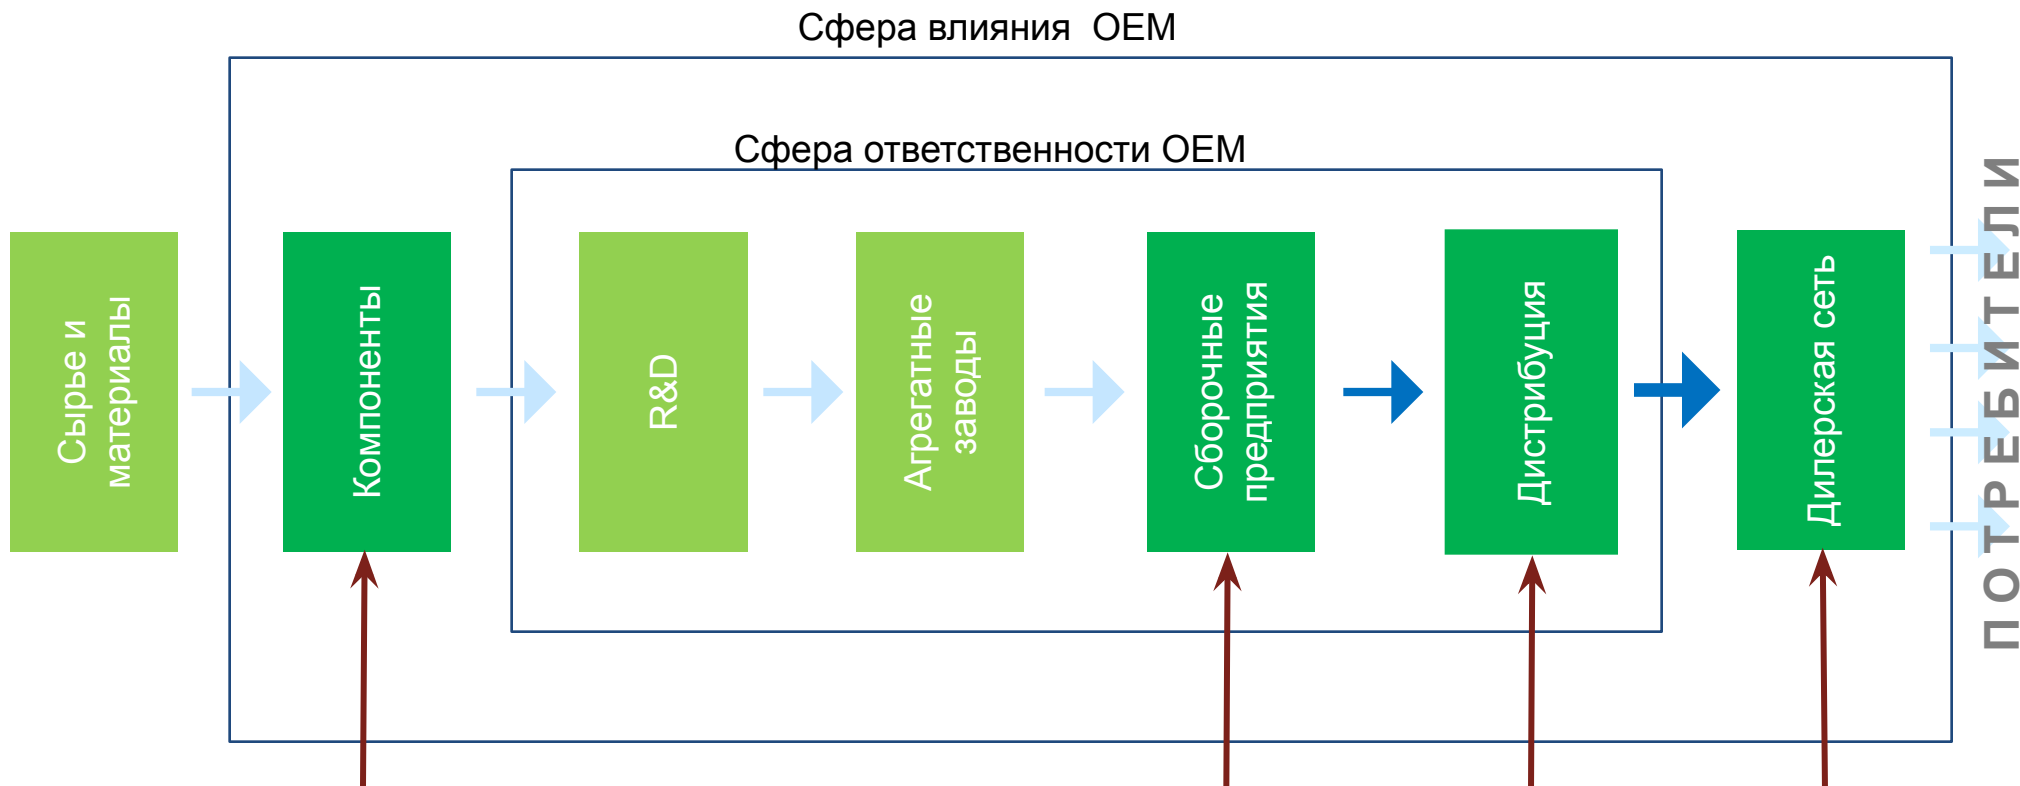 Сфера влияния OEM
Сфера ответственности OEM
Сырье и
материалы
Компоненты
R&D
Агрегатные
заводы
Сборочные
предприятия
Дистрибуция
Дилерская сеть
ПОТРЕБИТЕЛИ